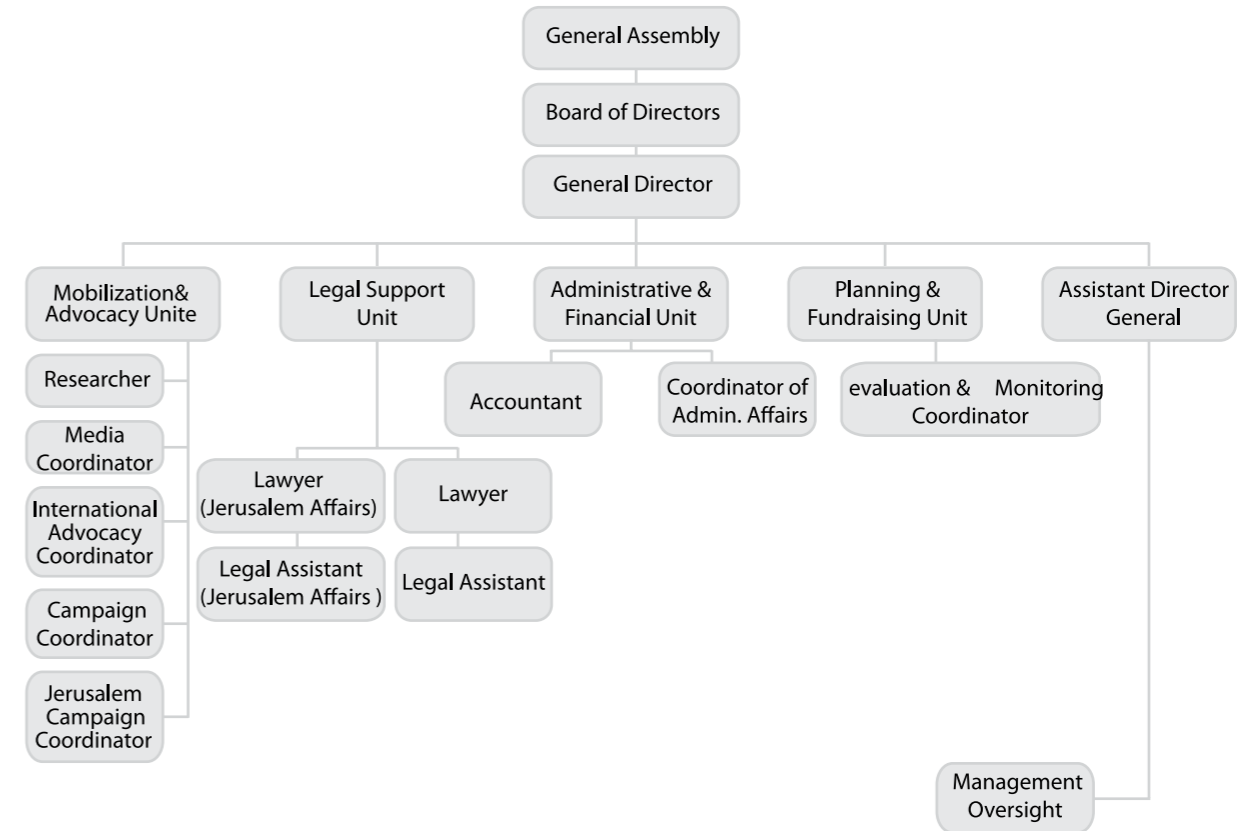 General Assembly
Board of Directors
General Director
Mobilization&
Advocacy Unite
Legal Support
Unit
Administrative &
Financial Unit
Planning &
Fundraising Unit
Assistant Director
General
Researcher
Media
Coordinator
International
Advocacy
Coordinator
Campaign
Coordinator
Jerusalem
Campaign
Coordinator
Lawyer
(Jerusalem Affairs)
Legal Assistant
(Jerusalem Affairs )
Lawyer
Legal Assistant
Accountant
Coordinator of
Admin. Affairs
evaluation & Monitoring
Coordinator
Management
Oversight